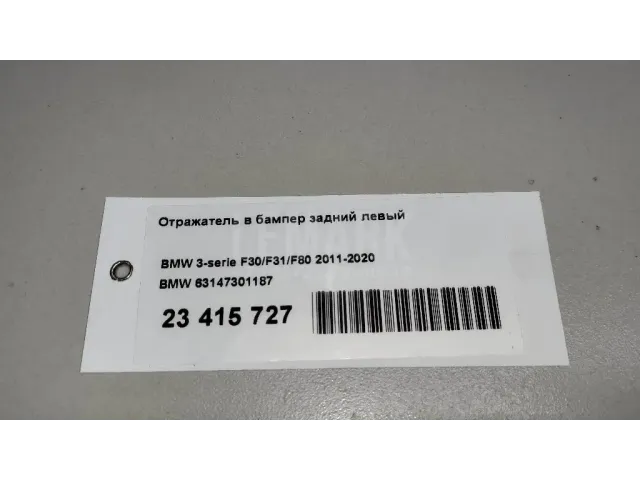 Отражатель в бампер задний левый
BMW 3-serie F30/F31/F80 2011-2020
BMW 63147301187
23 415 727